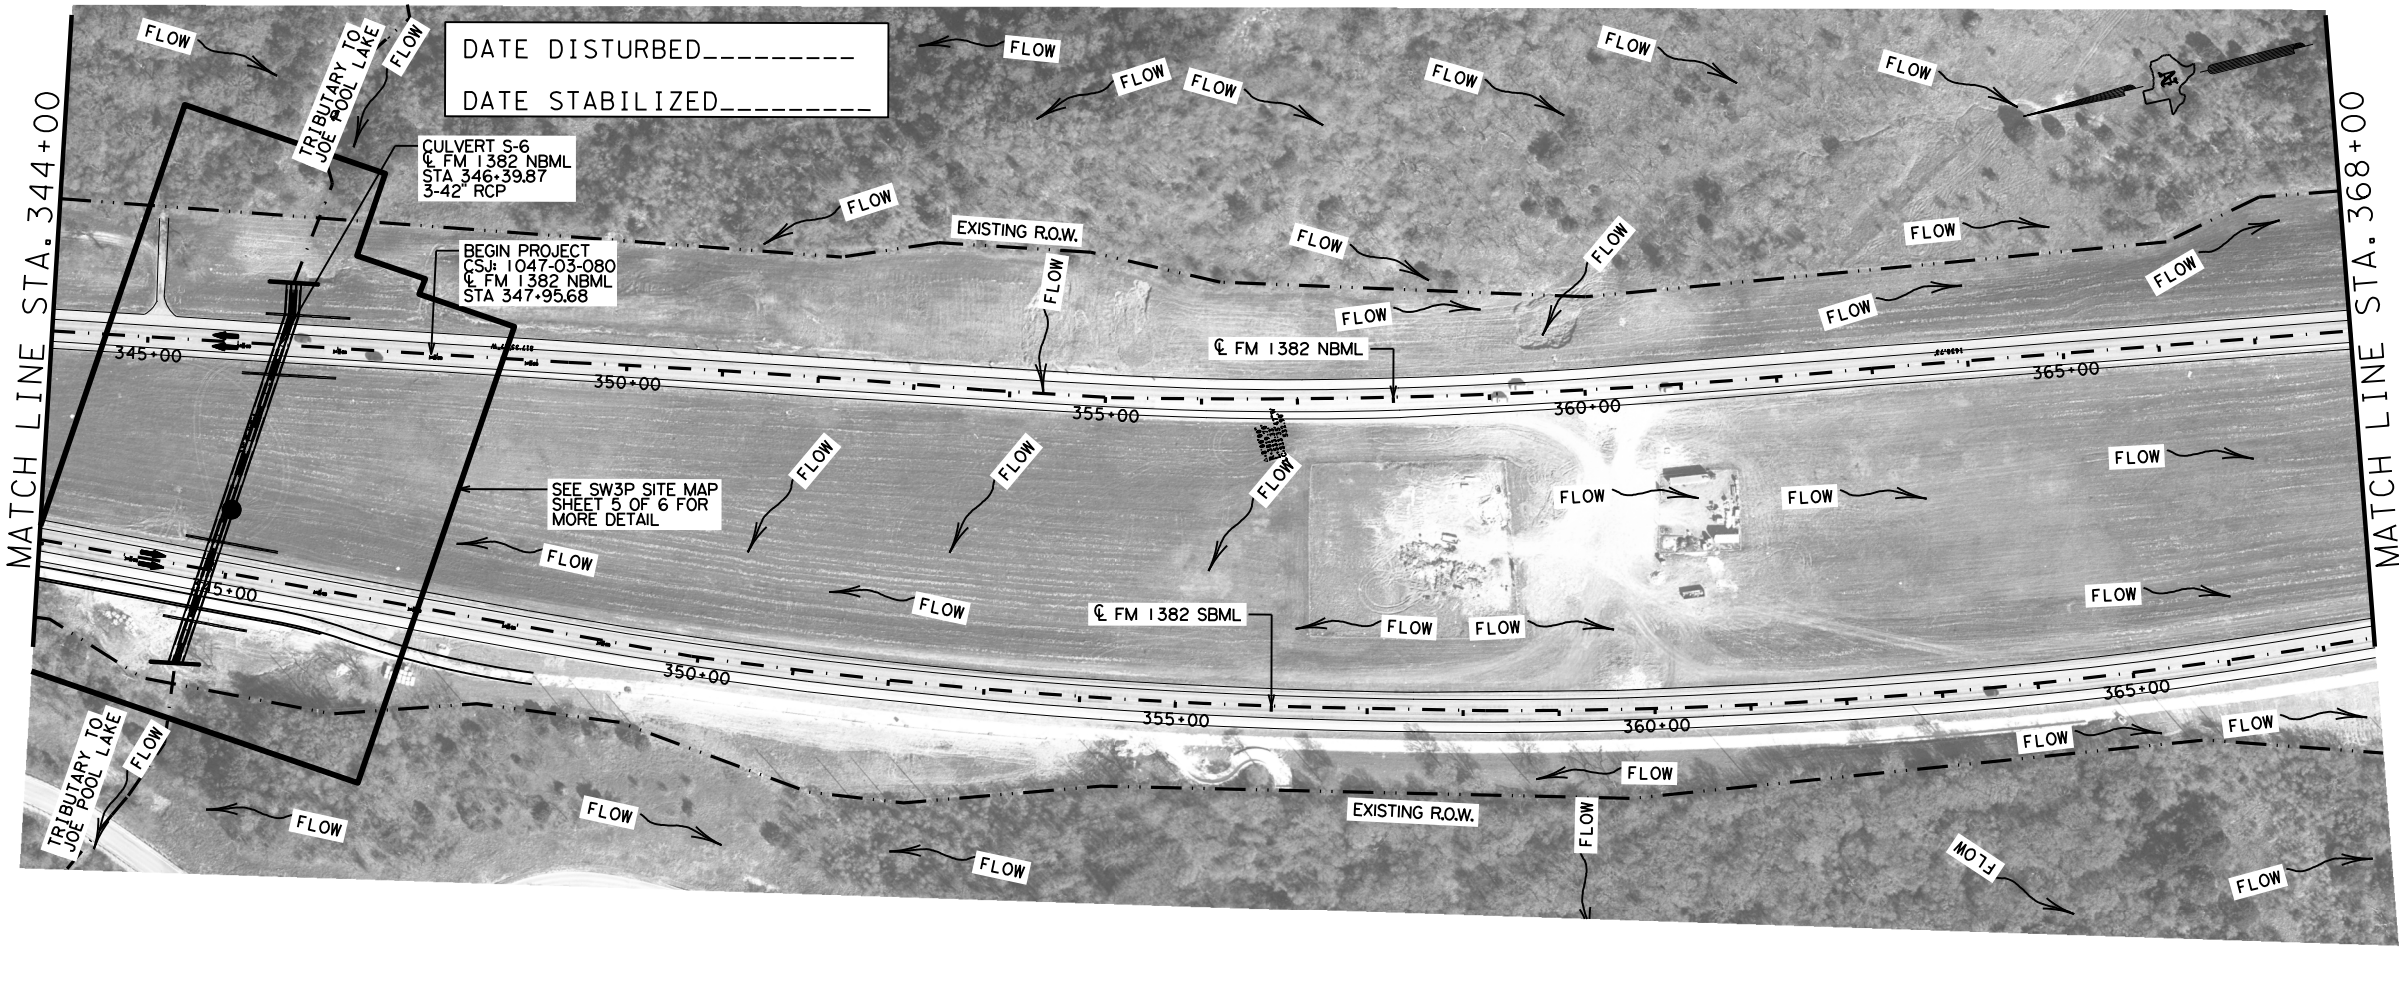 DATE DISTURBED_________
DATE STABILIZED_________
MATCH LINE STA. 344+00
MATCH LINE STA. 368+00
FLOW
TRIBUTARY TO
JOE POOL LAKE
FLOW
FLOW
FLOW
FLOW
FLOW
FLOW
FLOW
CULVERT S-6
℄ FM 1382 NBML
STA 346+39.87
3-42" RCP
FLOW
EXISTING R.O.W.
FLOW
FLOW
FLOW
BEGIN PROJECT
CSJ: 1047-03-080
℄ FM 1382 NBML
STA 347+95.68
FLOW
FLOW
FLOW
FLOW
℄ FM 1382 NBML
345+00
350+00
355+00
360+00
365+00
FLOW
FLOW
FLOW
FLOW
FLOW
FLOW
SEE SW3P SITE MAP
SHEET 5 OF 6 FOR
MORE DETAIL
FLOW
FLOW
FLOW
℄ FM 1382 SBML
FLOW
FLOW
345+00
350+00
355+00
360+00
365+00
TRIBUTARY TO
JOE POOL LAKE
FLOW
FLOW
FLOW
FLOW
EXISTING R.O.W.
FLOW
FLOW
FLOW
FLOW
FLOW
FLOW
FLOW